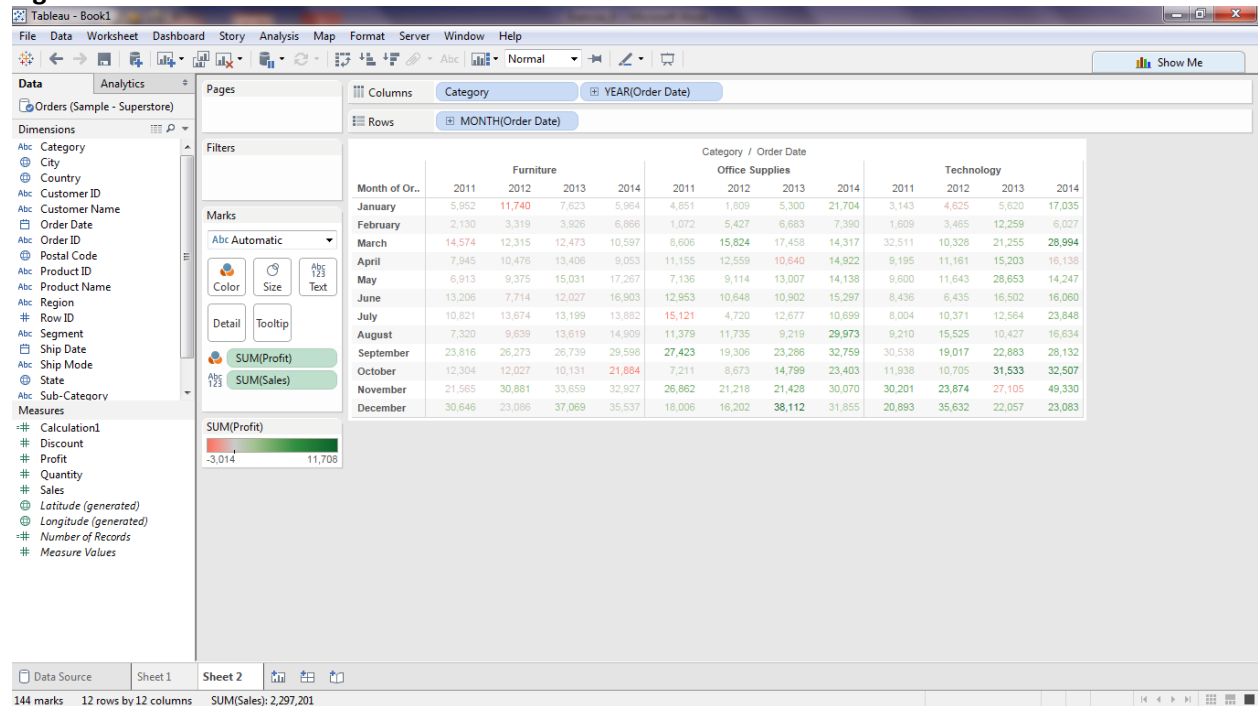 Tableau - Book1
File Data Worksheet Dashboard Story Analysis Map Format Server Window Help
Abc Normal Show Me
Data Analytics
Orders (Sample - Superstore)
Dimensions
Abc Category
City
Country
Abc Customer ID
Abc Customer Name
Order Date
Abc Order ID
Postal Code
Abc Product ID
Abc Product Name
Abc Region
# Row ID
Abc Segment
Ship Date
Abc Ship Mode
State
Abc Sub-Category
Measures
=# Calculation1
# Discount
# Profit
# Quantity
# Sales
Latitude (generated)
Longitude (generated)
=# Number of Records
# Measure Values
Pages
Filters
Marks
Abc Automatic
Abc
123
Color Size Text
Detail Tooltip
SUM(Profit)
Abc
123 SUM(Sales)
SUM(Profit)
-3,014 11,708
Columns Category YEAR(Order Date)
Rows MONTH(Order Date)
Category / Order Date
Furniture Office Supplies Technology
Month of Or.. 2011 2012 2013 2014 2011 2012 2013 2014 2011 2012 2013 2014
January 5,952 11,740 7,623 5,964 4,851 1,809 5,300 21,704 3,143 4,625 5,620 17,035
February 2,130 3,319 3,926 6,866 1,072 5,427 6,683 7,390 1,609 3,465 12,259 6,027
March 14,574 12,315 12,473 10,597 8,606 15,824 17,458 14,317 32,511 10,328 21,255 28,994
April 7,945 10,476 13,406 9,053 11,155 12,559 10,640 14,922 9,195 11,161 15,203 16,138
May 6,913 9,375 15,031 17,267 7,136 9,114 13,007 14,138 9,600 11,643 28,653 14,247
June 13,206 7,714 12,027 16,903 12,953 10,648 10,902 15,297 8,436 6,435 16,502 16,060
July 10,821 13,674 13,199 13,882 15,121 4,720 12,677 10,699 8,004 10,371 12,564 23,848
August 7,320 9,639 13,619 14,909 11,379 11,735 9,219 29,973 9,210 15,525 10,427 16,634
September 23,816 26,273 26,739 29,598 27,423 19,306 23,286 32,759 30,538 19,017 22,883 28,132
October 12,304 12,027 10,131 21,884 7,211 8,673 14,799 23,403 11,938 10,705 31,533 32,507
November 21,565 30,881 33,659 32,927 26,862 21,218 21,428 30,070 30,201 23,874 27,105 49,330
December 30,646 23,086 37,069 35,537 18,006 16,202 38,112 31,855 20,893 35,632 22,057 23,083
Data Source Sheet 1 Sheet 2
144 marks 12 rows by 12 columns SUM(Sales): 2,297,201